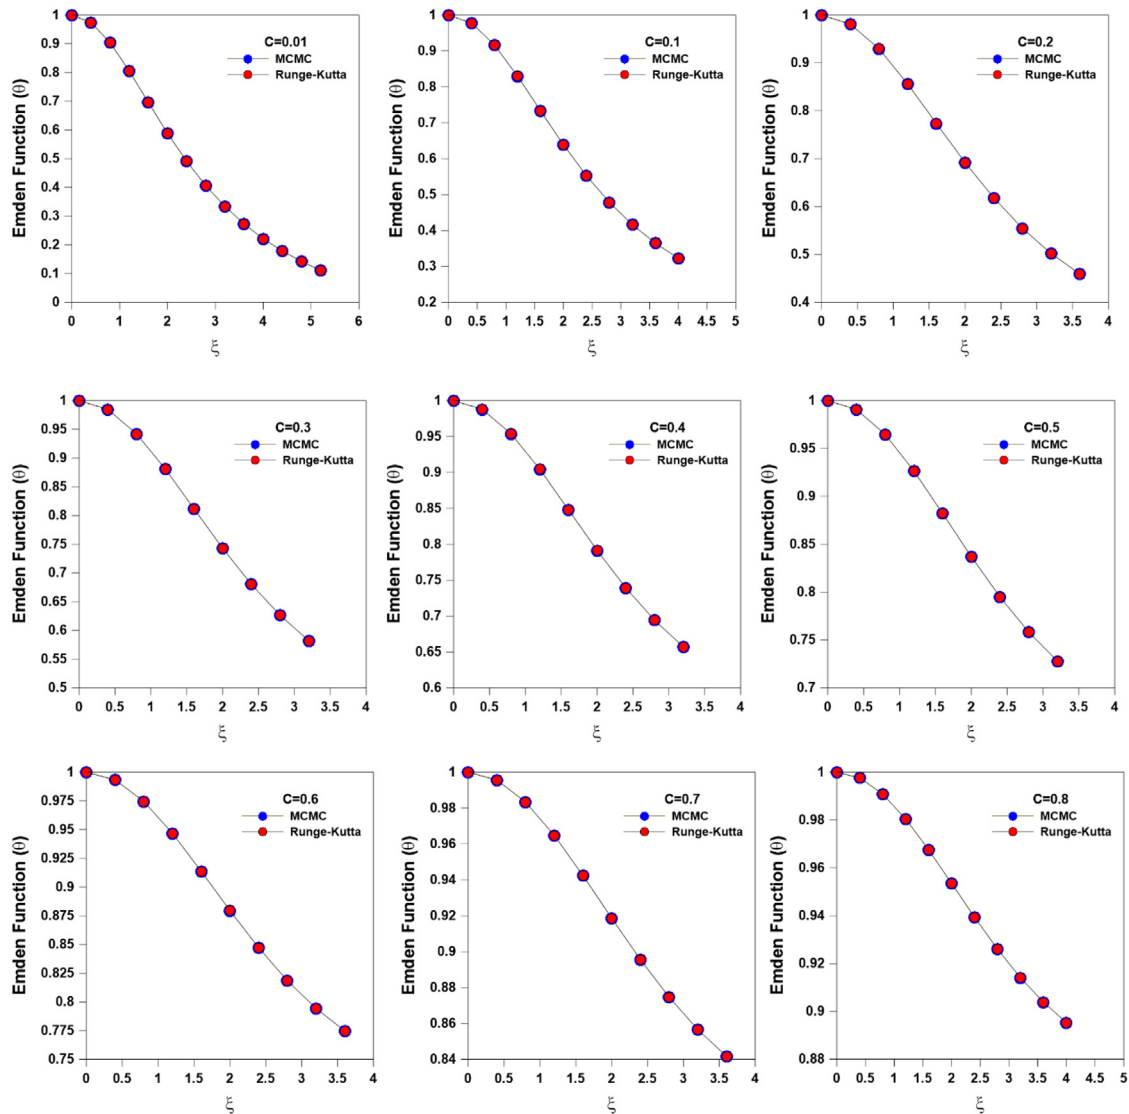 C=0.01
MCMC
Runge-Kutta
Emden Function (θ)
1
0.9
0.8
0.7
0.6
0.5
0.4
0.3
0.2
0.1
0
0 1 2 3 4 5 6
ξ
C=0.1
MCMC
Runge-Kutta
Emden Function (θ)
1
0.9
0.8
0.7
0.6
0.5
0.4
0.3
0.2
0 0.5 1 1.5 2 2.5 3 3.5 4 4.5 5
ξ
C=0.2
MCMC
Runge-Kutta
Emden Function (θ)
1
0.9
0.8
0.7
0.6
0.5
0.4
0 0.5 1 1.5 2 2.5 3 3.5 4
ξ
C=0.3
MCMC
Runge-Kutta
Emden Function (θ)
1
0.95
0.9
0.85
0.8
0.75
0.7
0.65
0.6
0.55
0.5
0 0.5 1 1.5 2 2.5 3 3.5 4
ξ
C=0.4
MCMC
Runge-Kutta
Emden Function (θ)
1
0.95
0.9
0.85
0.8
0.75
0.7
0.65
0.6
0 0.5 1 1.5 2 2.5 3 3.5 4
ξ
C=0.5
MCMC
Runge-Kutta
Emden Function (θ)
1
0.95
0.9
0.85
0.8
0.75
0.7
0 0.5 1 1.5 2 2.5 3 3.5 4
ξ
C=0.6
MCMC
Runge-Kutta
Emden Function (θ)
1
0.975
0.95
0.925
0.9
0.875
0.85
0.825
0.8
0.775
0.75
0 0.5 1 1.5 2 2.5 3 3.5 4
ξ
C=0.7
MCMC
Runge-Kutta
Emden Function (θ)
1
0.98
0.96
0.94
0.92
0.9
0.88
0.86
0.84
0 0.5 1 1.5 2 2.5 3 3.5 4
ξ
C=0.8
MCMC
Runge-Kutta
Emden Function (θ)
1
0.98
0.96
0.94
0.92
0.9
0.88
0 0.5 1 1.5 2 2.5 3 3.5 4 4.5 5
ξ